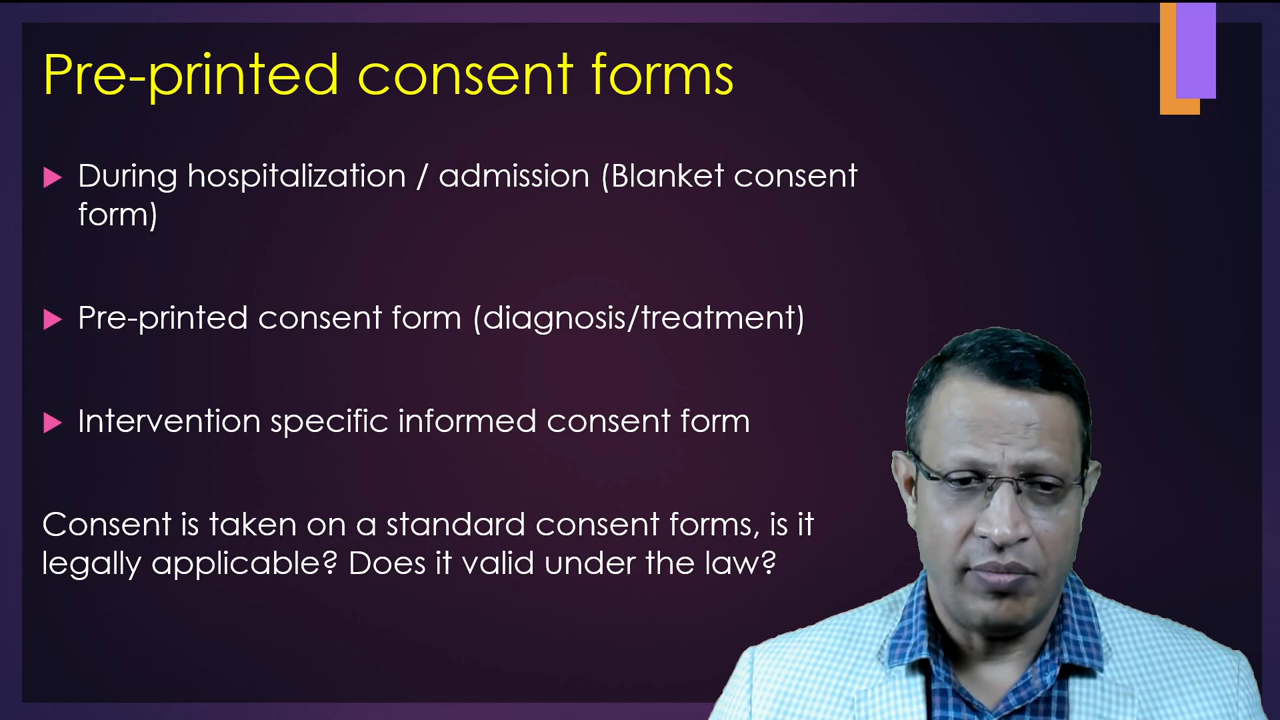 Pre-printed consent forms
During hospitalization / admission (Blanket consent
form)
Pre-printed consent form (diagnosis/treatment)
Intervention specific informed consent form
Consent is taken on a standard consent forms, is it
legally applicable? Does it valid under the law?